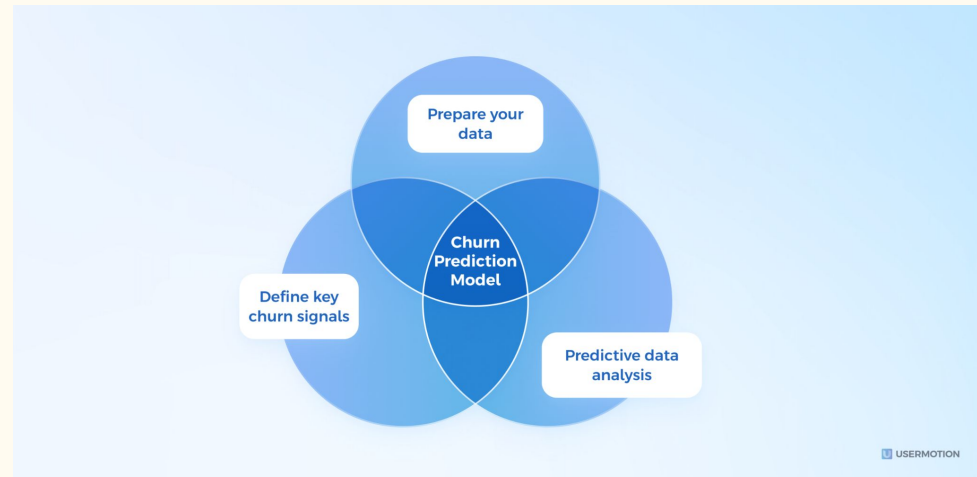 Prepare your
data
Churn
Prediction
Model
Define key
churn signals
Predictive data
analysis
USERMOTION